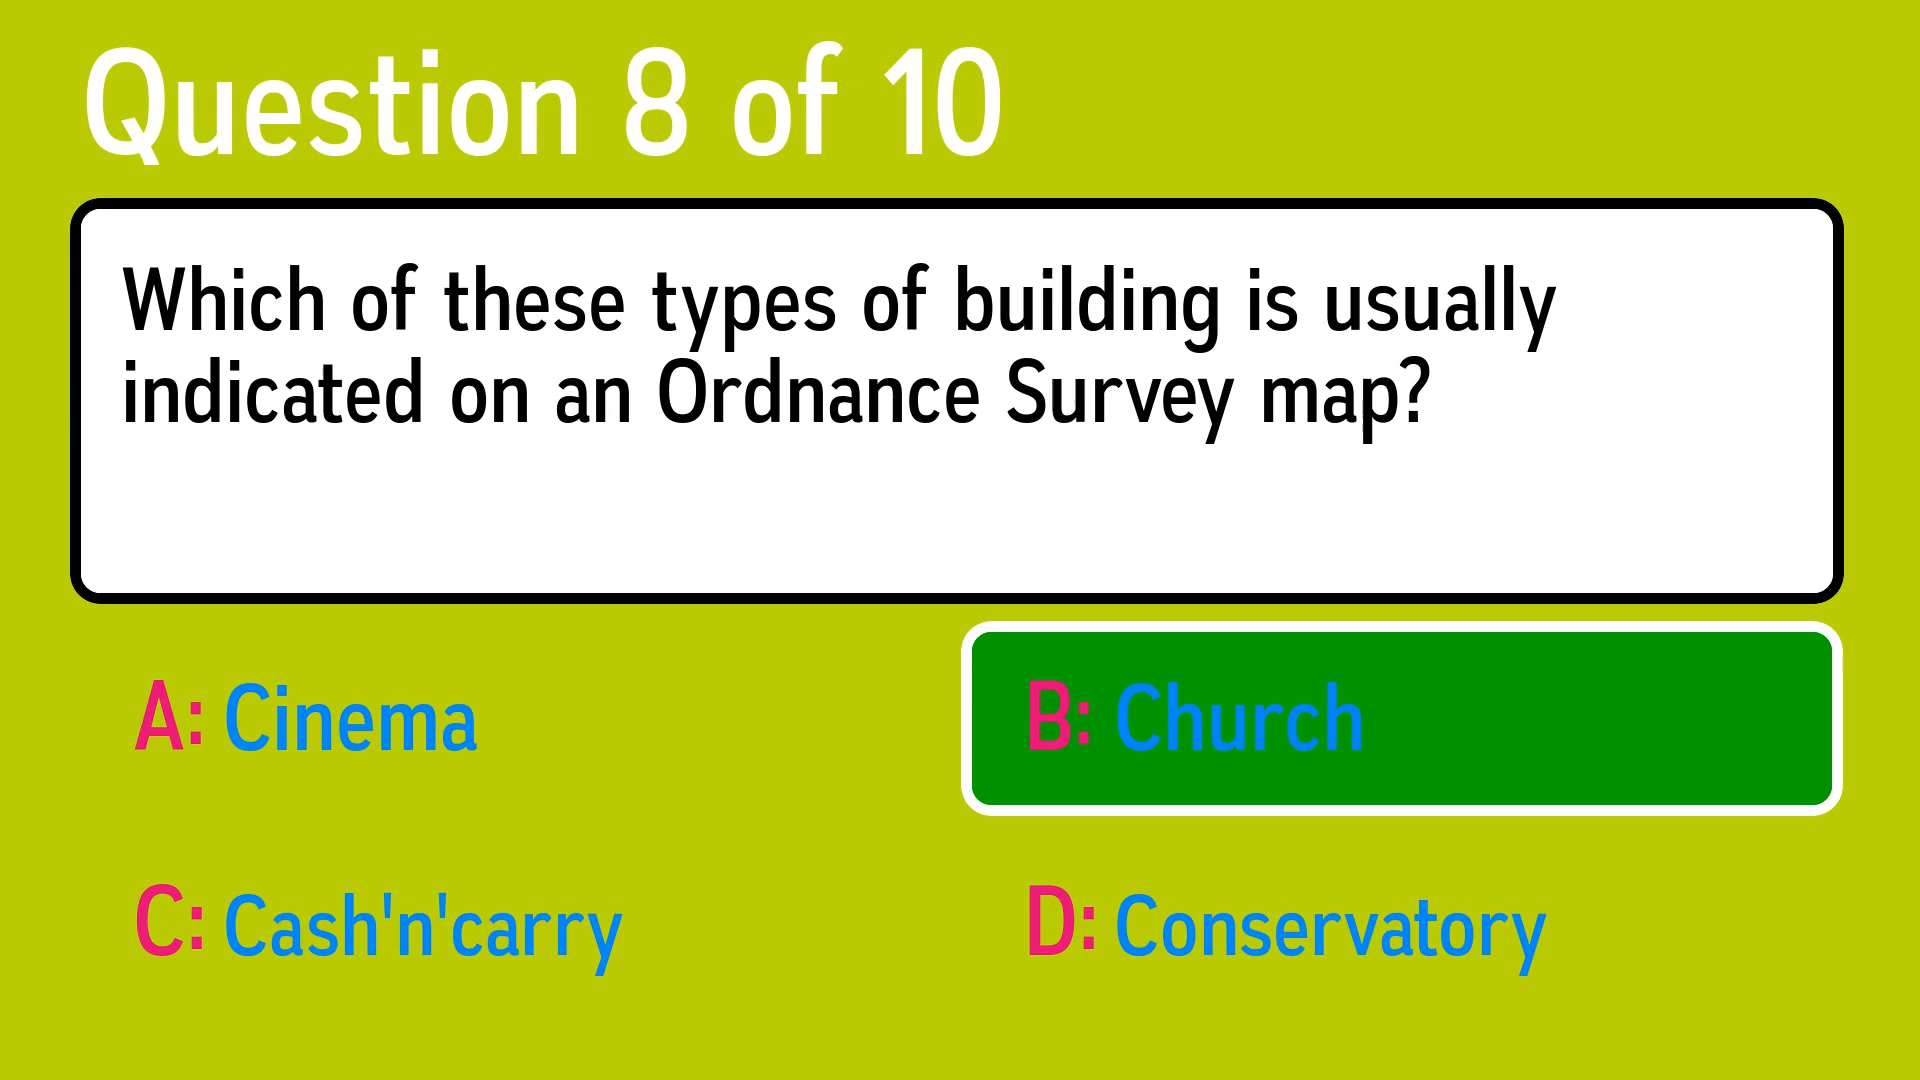 Question 8 of 10
Which of these types of building is usually
indicated on an Ordnance Survey map?
A: Cinema
B: Church
C: Cash'n'carry
D: Conservatory